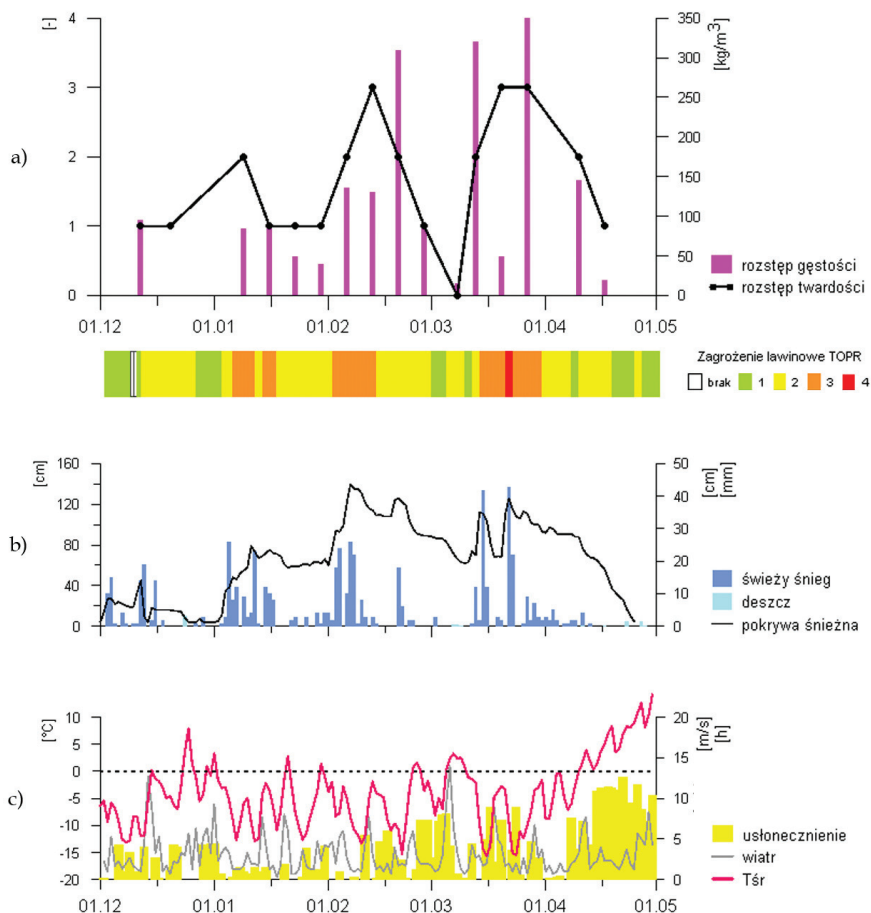 [-]
[kg/m³]
a)
4
3
2
1
0
350
300
250
200
150
100
50
0
rozstęp gęstości
rozstęp twardości
01.12 01.01 01.02 01.03 01.04 01.05
Zagrożenie lawinowe TOPR
brak 1 2 3 4
b)
[cm]
[cm]
[mm]
160
120
80
40
0
50
40
30
20
10
0
świeży śnieg
deszcz
pokrywa śnieżna
c)
[°C]
[m/s]
[h]
10
5
0
-5
-10
-15
-20
20
15
10
5
0
usłonecznienie
wiatr
Tśr
01.12 01.01 01.02 01.03 01.04 01.05